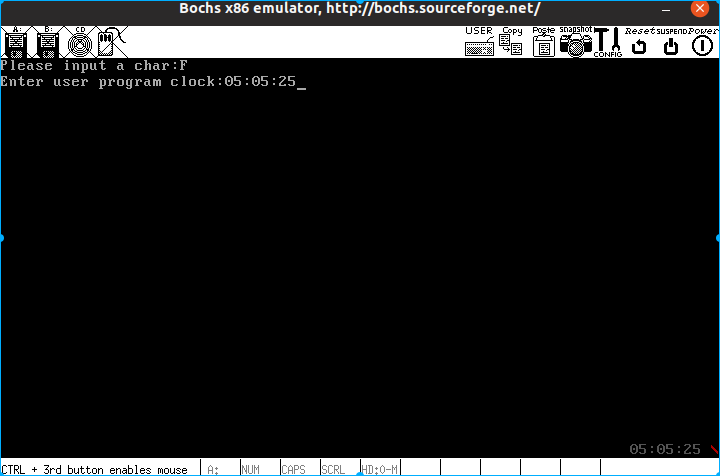 Bochs x86 emulator, http://bochs.sourceforge.net/
A: B: CD USER Copy Paste snapshot CONFIG Reset SUSPEND Power
Please input a char:F
Enter user program clock:05:05:25_
05:05:25
CTRL + 3rd button enables mouse A: NUM CAPS SCRL HD:0-M